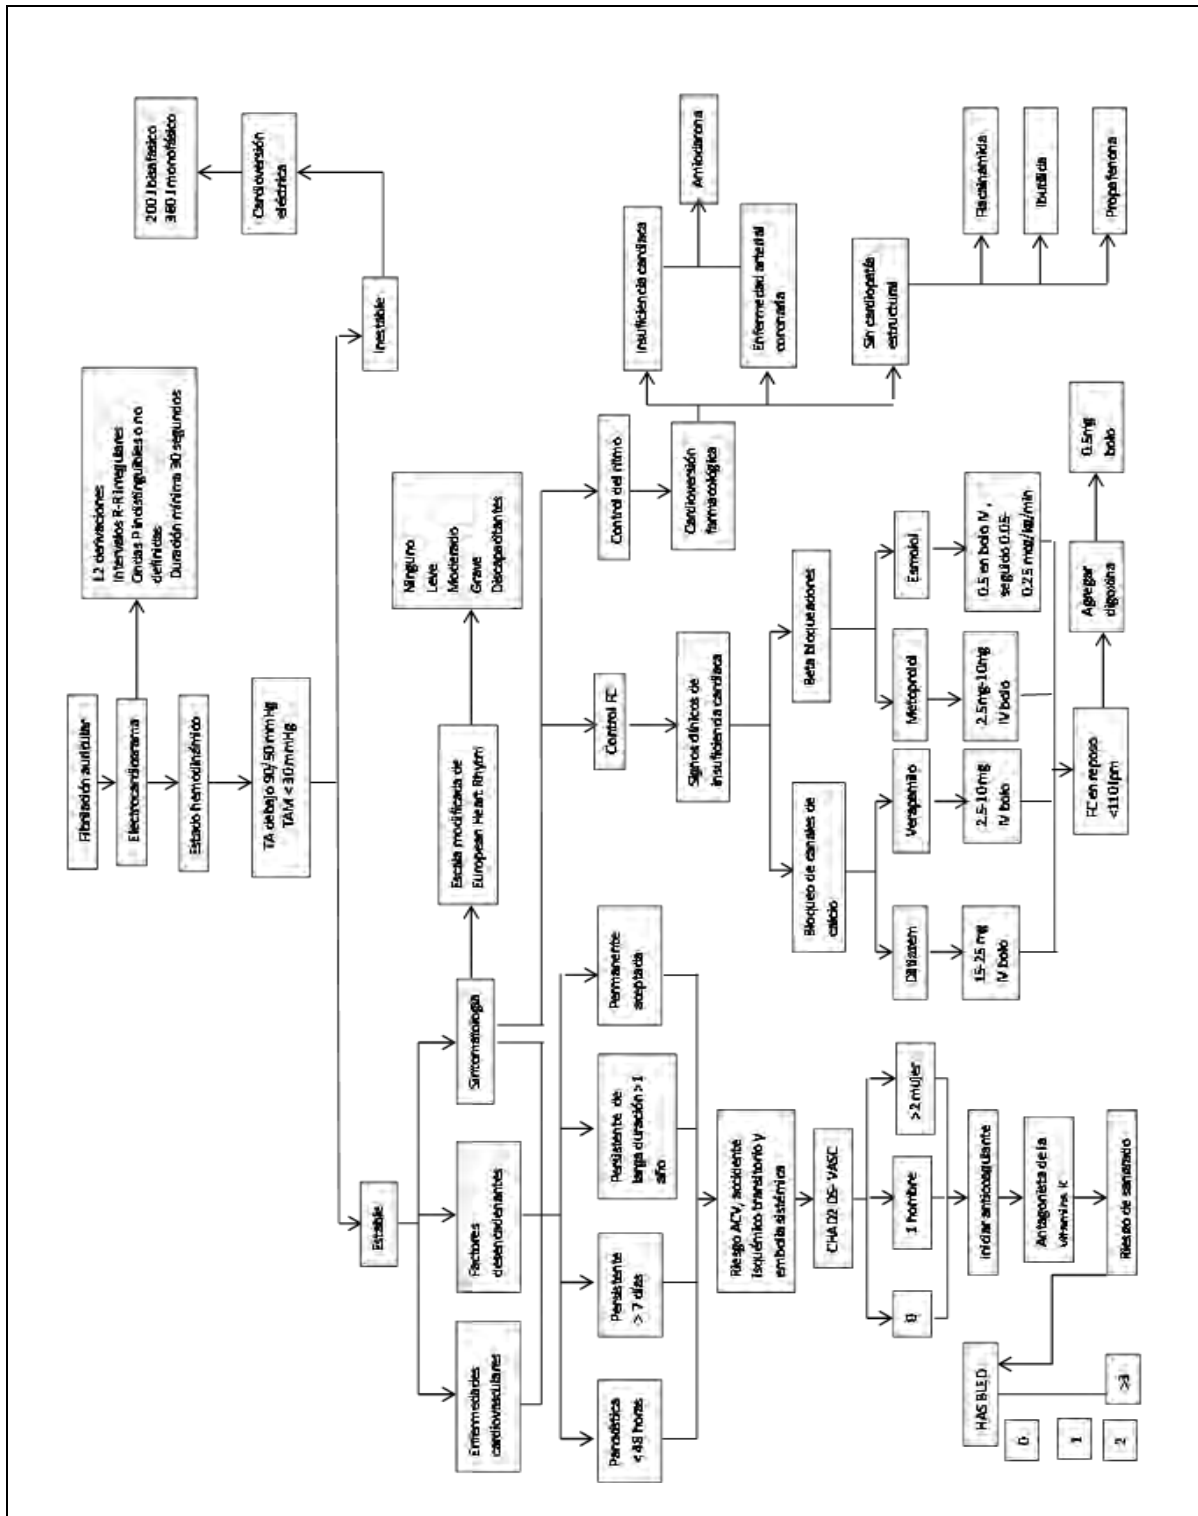 Fibrilación auricular
Electrocardiograma
12 derivaciones
Intervalos R-R irregulares
Ondas P indistinguibles o no
definidas
Duración mínima 30 segundos
Estado hemodinámico
TA debajo 90/50 mmHg
TAM < 30 mmHg
Estable
Inestable
Cardioversión
eléctrica
200 J bisafásico
360 J monofásico
Enfermedades
cardiovasculares
Factores
desencadenantes
Sintomatología
Escala modificada de
European Heart Rhytm
Ninguno
Leve
Moderado
Grave
Discapacitantes
Paroxística
< 48 horas
Persistente
> 7 días
Persistente de
larga duración > 1
año
Permanente
aceptada
Riesgo ACV, accidente
isquémico transitorio y
embolia sistémica
CHAD2 DS- VASC
0
1 hombre
>2 mujer
Iniciar anticoagulante
Antagonista de la
vitamina K
Riesgo de sangrado
HAS BLED
0
1
2
>3
Control FC
Signos clínicos de
insuficiencia cardiaca
Bloqueo de canales de
calcio
Beta bloqueadores
Diltiazem
Verapamilo
Metoprolol
Esmolol
15-25 mg
IV bolo
2.5-10mg
IV bolo
2.5mg-10mg
IV bolo
0.5 en bolo IV,
seguido 0.05-
0.25 mcg/kg/min
FC en reposo
<110 lpm
Agregar
digoxina
0.5mg
bolo
Control del ritmo
Cardioversión
farmacológica
Insuficiencia cardiaca
Enfermedad arterial
coronaria
Amiodarona
Sin cardiopatía
estructural
Flecainamida
Ibutilida
Propafenona